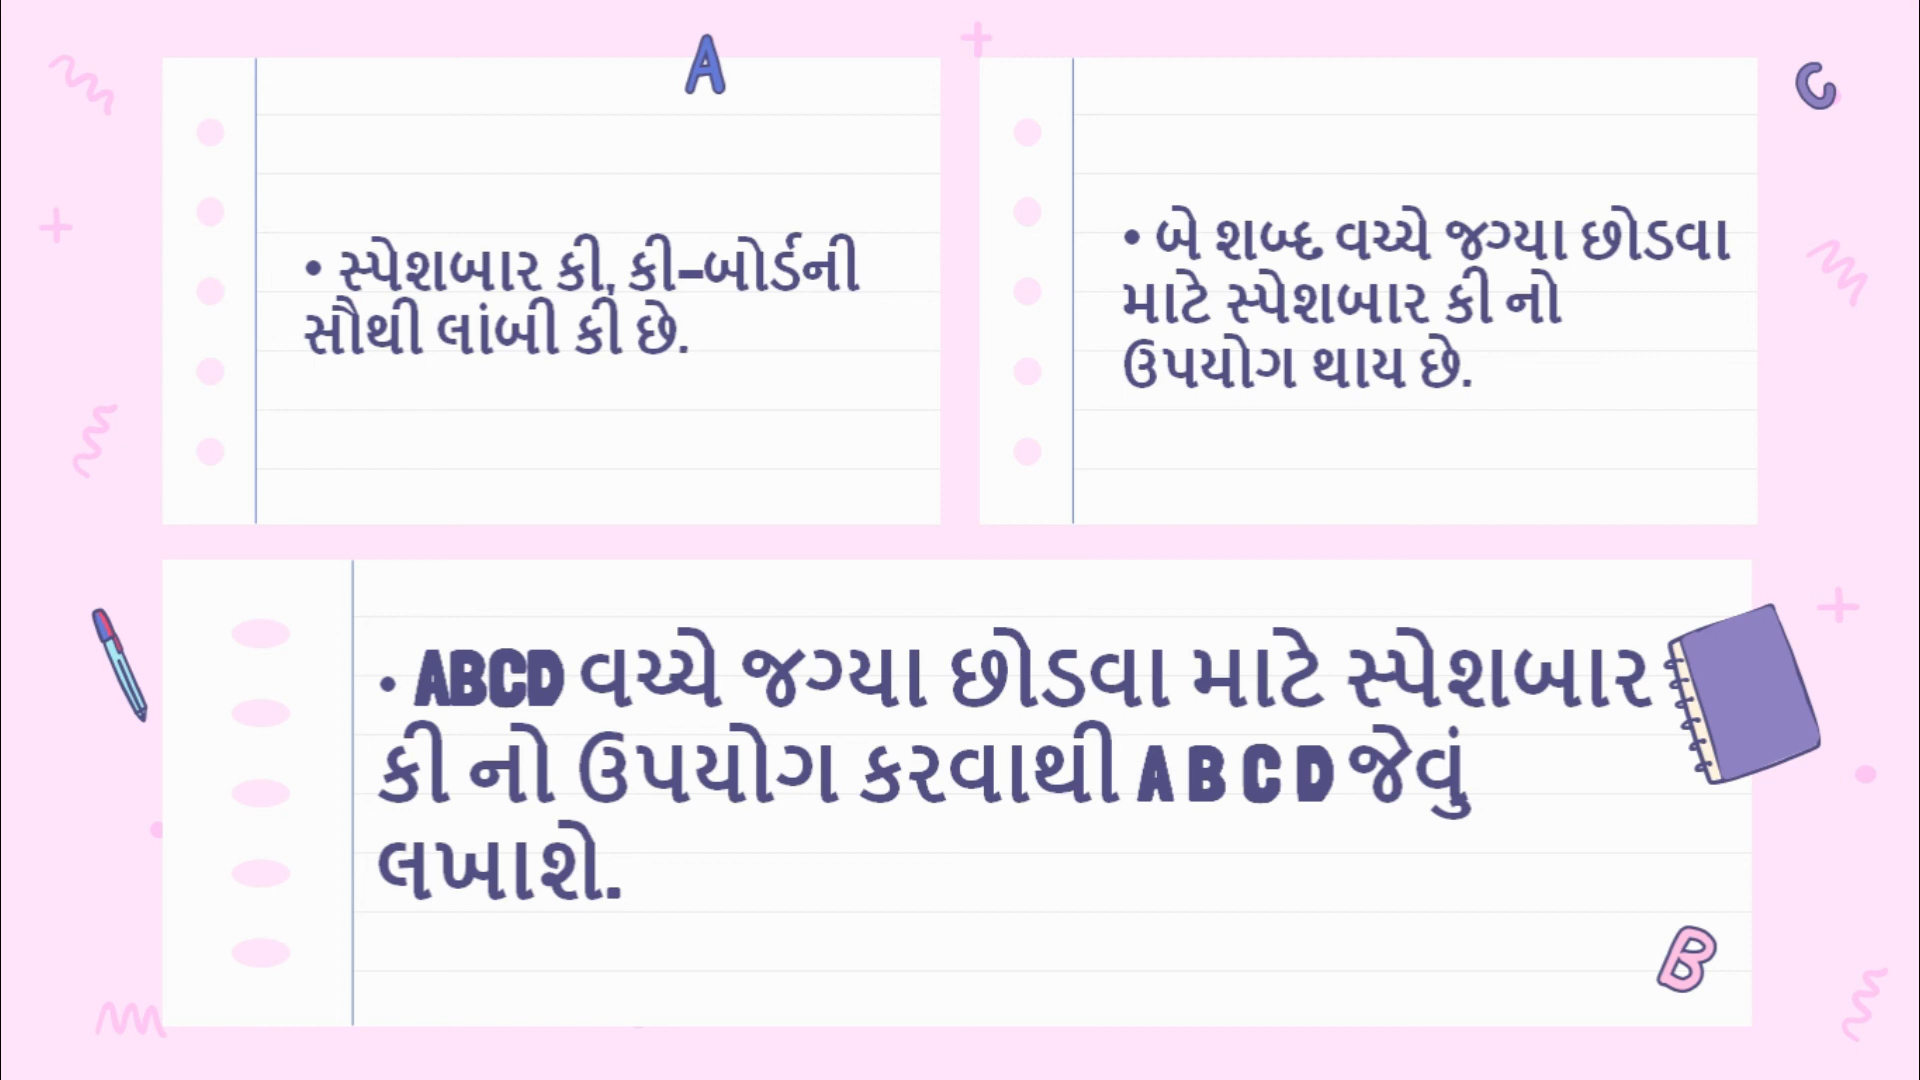 A
C
• સ્પેશબાર કી, કી-બોર્ડની
સૌથી લાંબી કી છે.
• બે શબ્દ વચ્ચે જગ્યા છોડવા
માટે સ્પેશબાર કી નો
ઉપયોગ થાય છે.
• ABCD વચ્ચે જગ્યા છોડવા માટે સ્પેશબાર
કી નો ઉપયોગ કરવાથી A B C D જેવું
લખાશે.
B